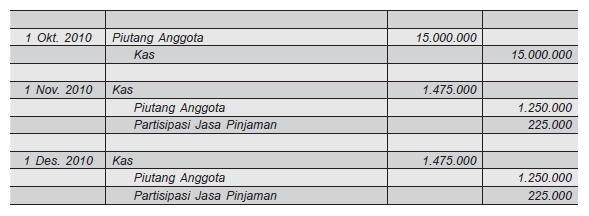 1 Okt. 2010 Piutang Anggota 15.000.000
Kas 15.000.000
1 Nov. 2010 Kas 1.475.000
Piutang Anggota 1.250.000
Partisipasi Jasa Pinjaman 225.000
1 Des. 2010 Kas 1.475.000
Piutang Anggota 1.250.000
Partisipasi Jasa Pinjaman 225.000